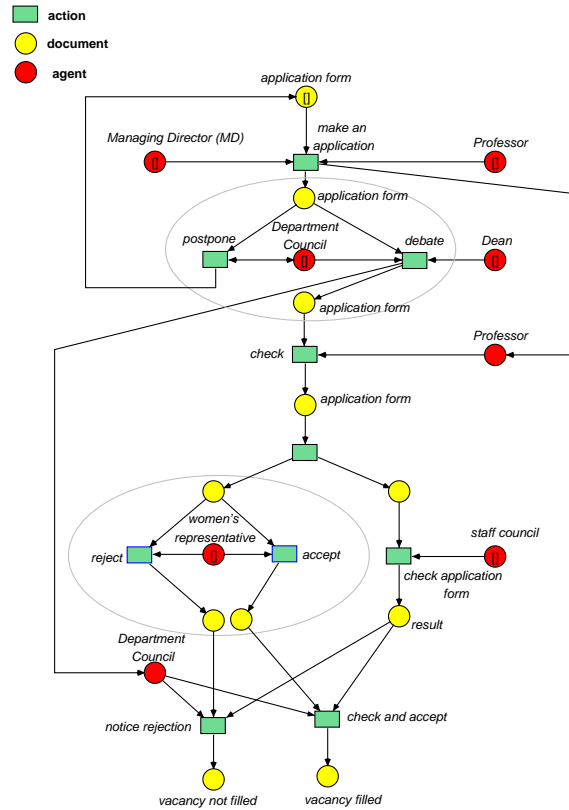 action
document
agent
application form
[]
make an
application
Managing Director (MD)
[]
Professor
[]
application form
postpone
Department
Council
[]
debate
Dean
[]
application form
check
Professor
application form
women's
representative
reject
[]
accept
staff council
[]
check application
form
result
Department
Council
notice rejection
check and accept
vacancy not filled
vacancy filled